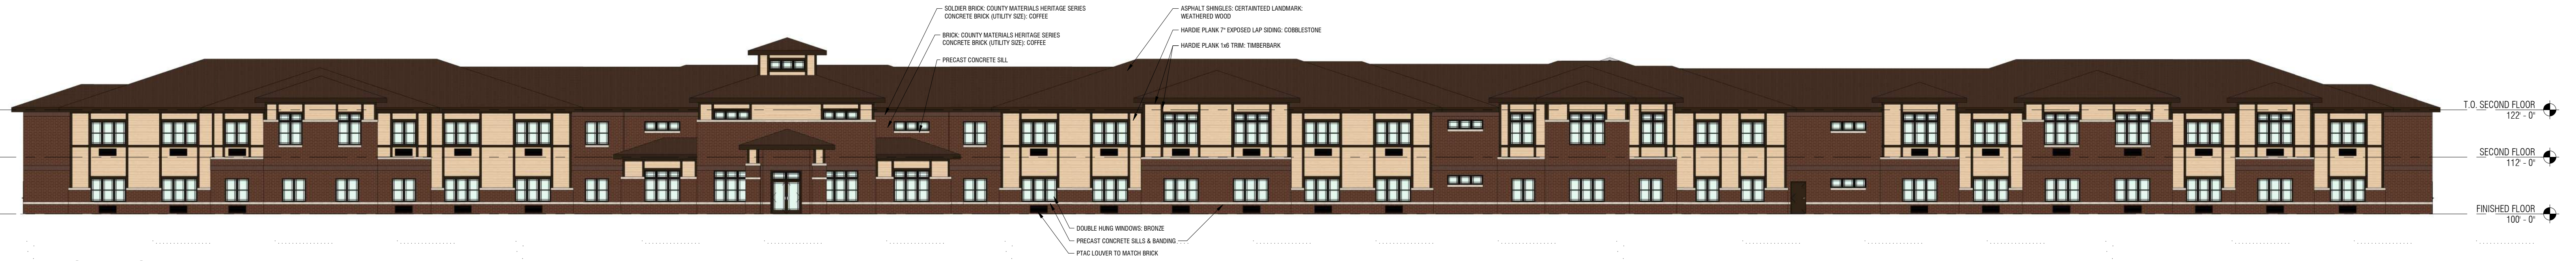 SOLDIER BRICK: COUNTY MATERIALS HERITAGE SERIES
CONCRETE BRICK (UTILITY SIZE): COFFEE
BRICK: COUNTY MATERIALS HERITAGE SERIES
CONCRETE BRICK (UTILITY SIZE): COFFEE
PRECAST CONCRETE SILL
ASPHALT SHINGLES: CERTAINTEED LANDMARK:
WEATHERED WOOD
HARDIE PLANK 7" EXPOSED LAP SIDING: COBBLESTONE
HARDIE PLANK 1x6 TRIM: TIMBERBARK
T.O. SECOND FLOOR
122' - 0"
SECOND FLOOR
112' - 0"
FINISHED FLOOR
100' - 0"
DOUBLE HUNG WINDOWS: BRONZE
PRECAST CONCRETE SILLS & BANDING
PTAC LOUVER TO MATCH BRICK